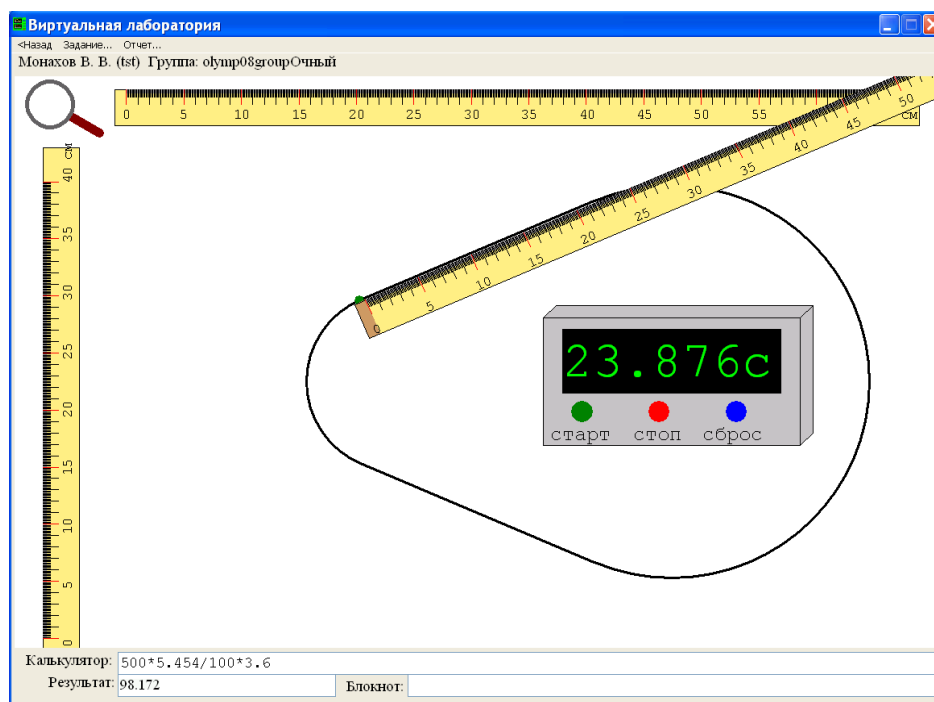 Виртуальная лаборатория
<Назад Задание... Отчет...
Монахов В. В. (tst) Группа: olymp08groupОчный
0 5 10 15 20 25 30 35 40 45 50 55 см
0 5 10 15 20 25 30 35 40 45 50
40 см
35
30
25
20
15
10
5
0
23.876с
старт стоп сброс
Калькулятор: 500*5.454/100*3.6
Результат: 98.172 Блокнот: